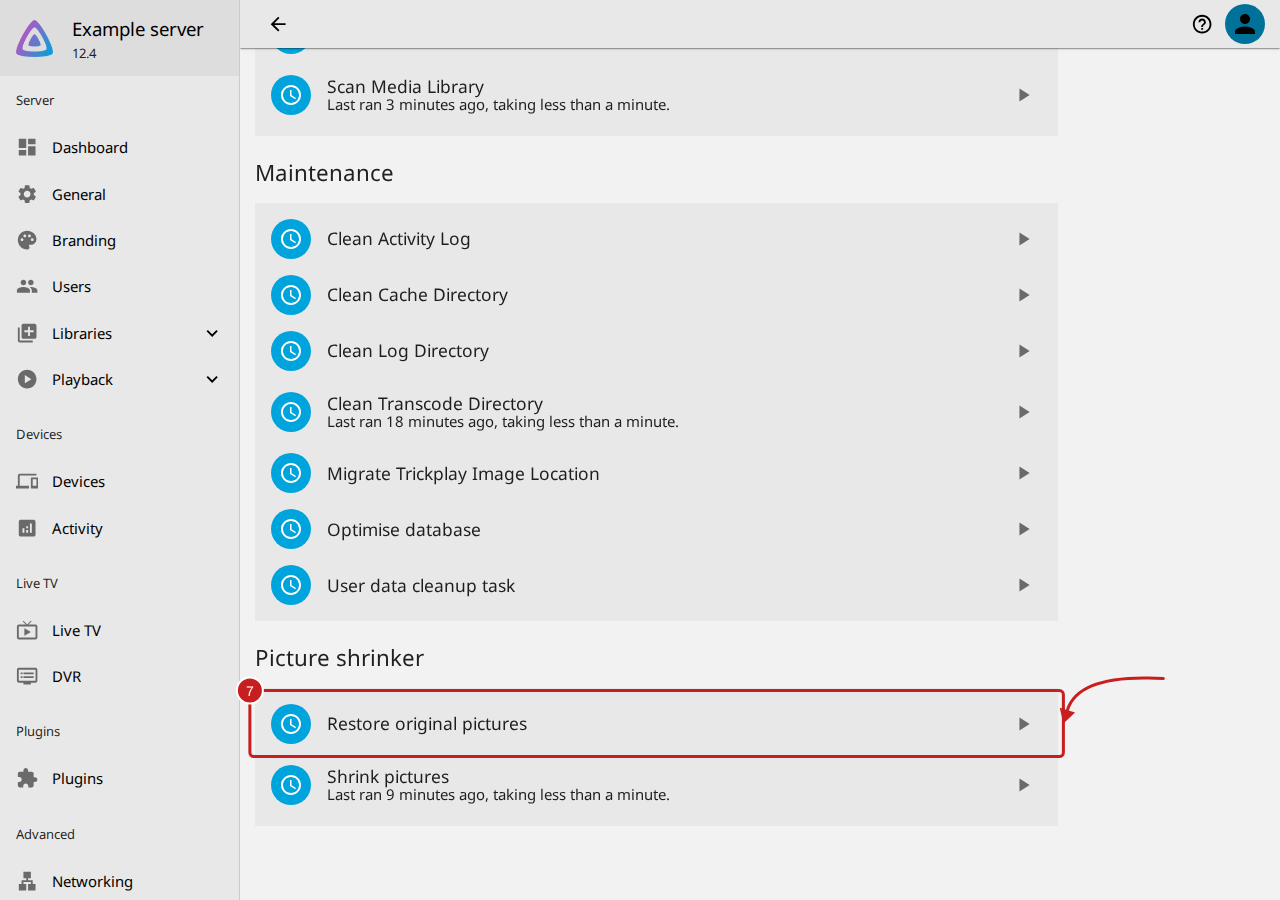 Example server
12.4
Server
Dashboard
General
Branding
Users
Libraries
Playback
Devices
Devices
Activity
Live TV
Live TV
DVR
Plugins
Plugins
Advanced
Networking
Scan Media Library
Last ran 3 minutes ago, taking less than a minute.
Maintenance
Clean Activity Log
Clean Cache Directory
Clean Log Directory
Clean Transcode Directory
Last ran 18 minutes ago, taking less than a minute.
Migrate Trickplay Image Location
Optimise database
User data cleanup task
Picture shrinker
7
Restore original pictures
Shrink pictures
Last ran 9 minutes ago, taking less than a minute.